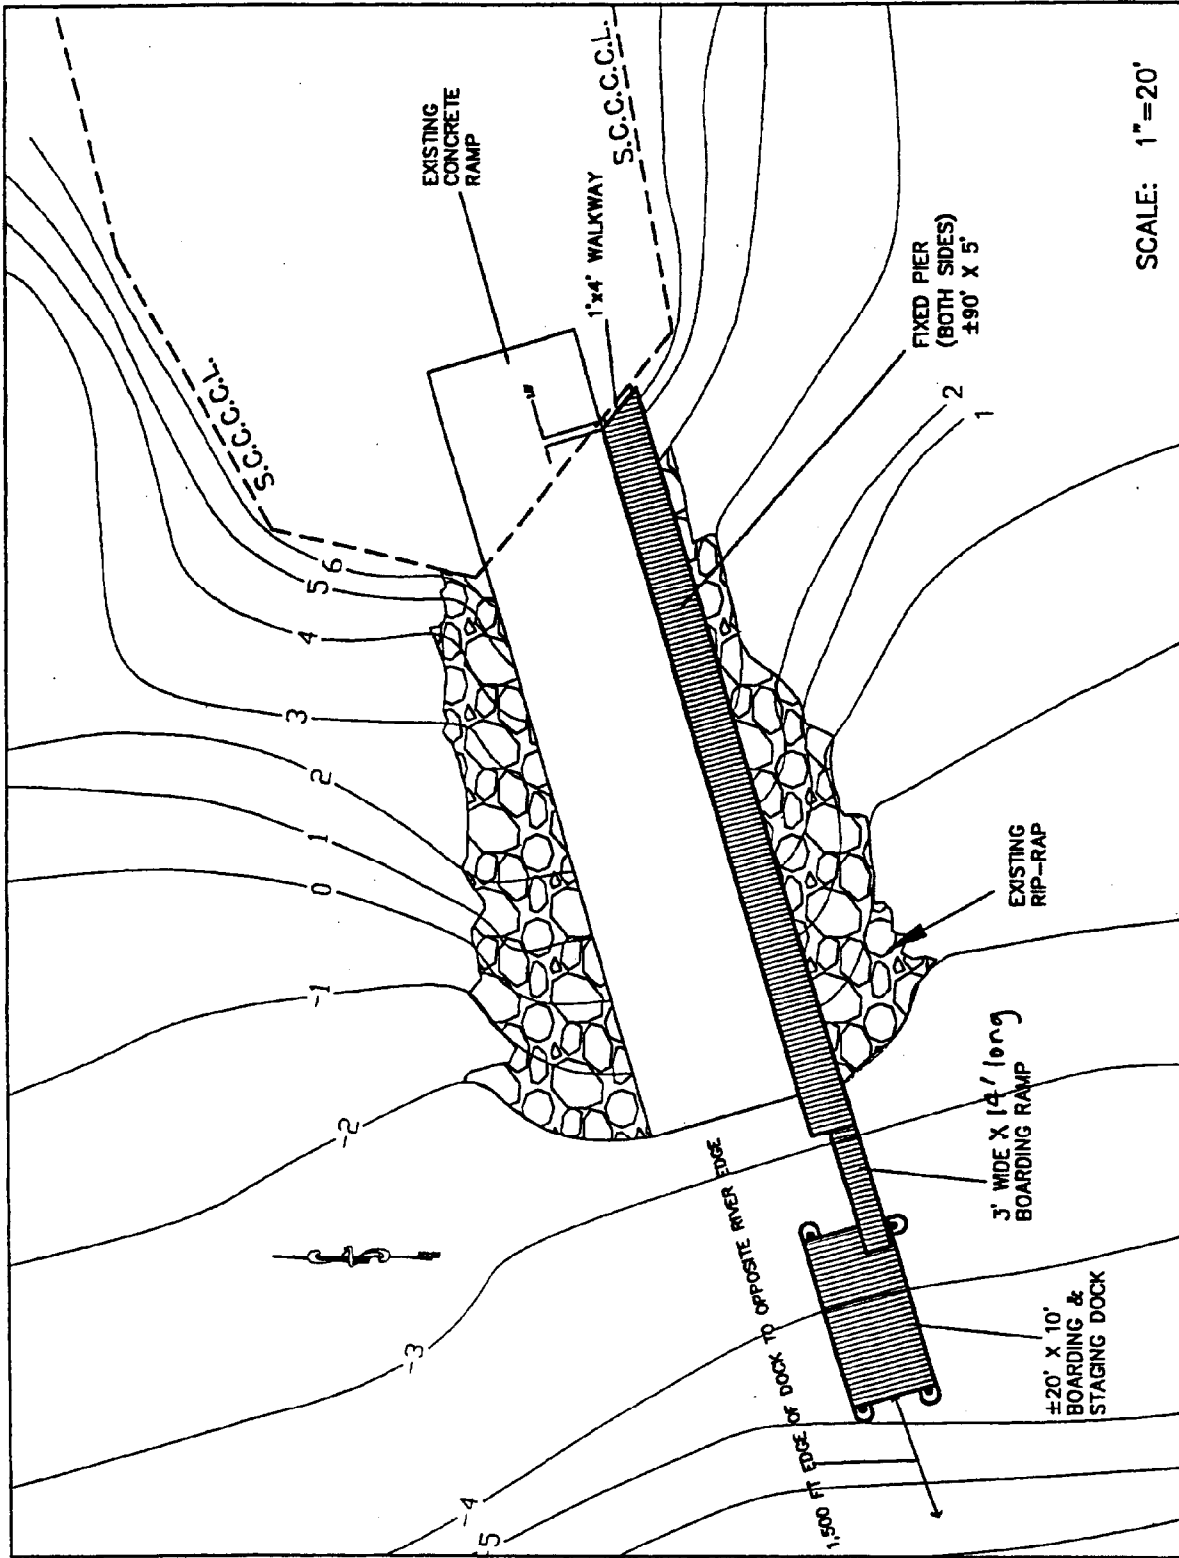 S.C.C.C.C.L.
EXISTING
CONCRETE
RAMP
S.C.C.C.C.L.
1'x4' WALKWAY
FIXED PIER
(BOTH SIDES)
±90' X 5'
SCALE: 1"=20'
6
5
4
3
2
1
0
-1
-2
-3
-4
-5
2
1
EXISTING
RIP-RAP
3' WIDE X 14' long
BOARDING RAMP
±20' X 10'
BOARDING &
STAGING DOCK
1,500 FT EDGE OF DOCK TO OPPOSITE RIVER EDGE